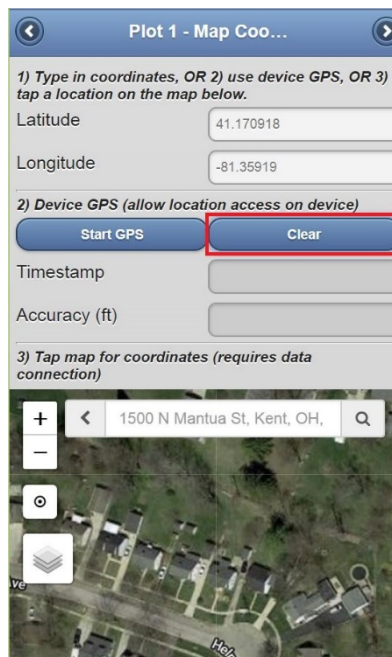 Plot 1 - Map Coo...
1) Type in coordinates, OR 2) use device GPS, OR 3)
tap a location on the map below.
Latitude
41.170918
Longitude
-81.35919
2) Device GPS (allow location access on device)
Start GPS
Clear
Timestamp
Accuracy (ft)
3) Tap map for coordinates (requires data
connection)
+
1500 N Mantua St, Kent, OH,
−
ve